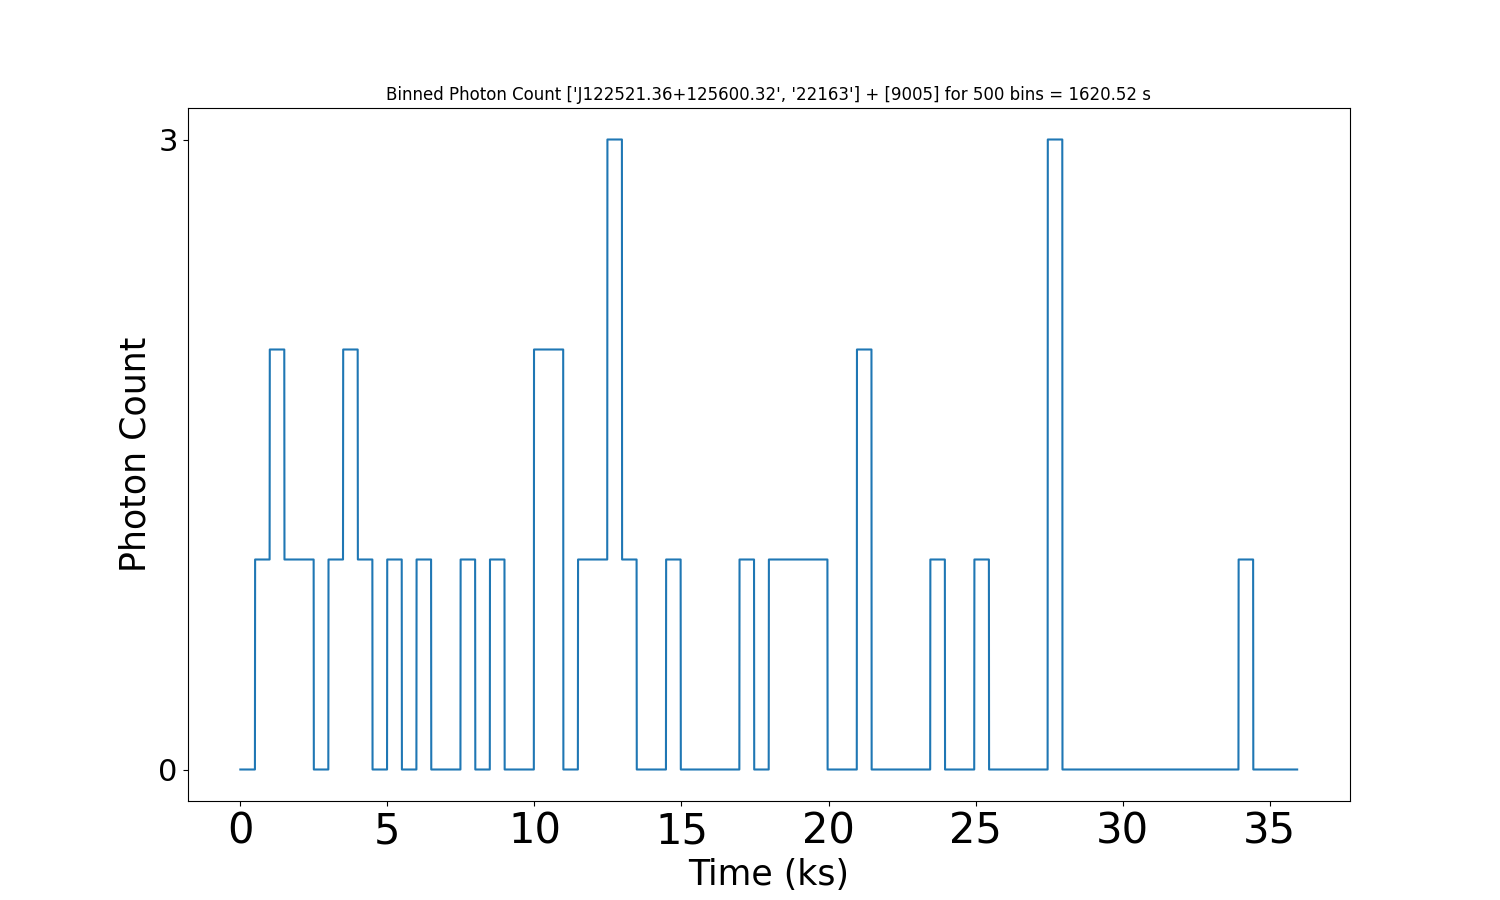 Binned Photon Count ['J122521.36+125600.32', '22163'] + [9005] for 500 bins = 1620.52 s
3
Photon Count
0
0 5 10 15 20 25 30 35
Time (ks)